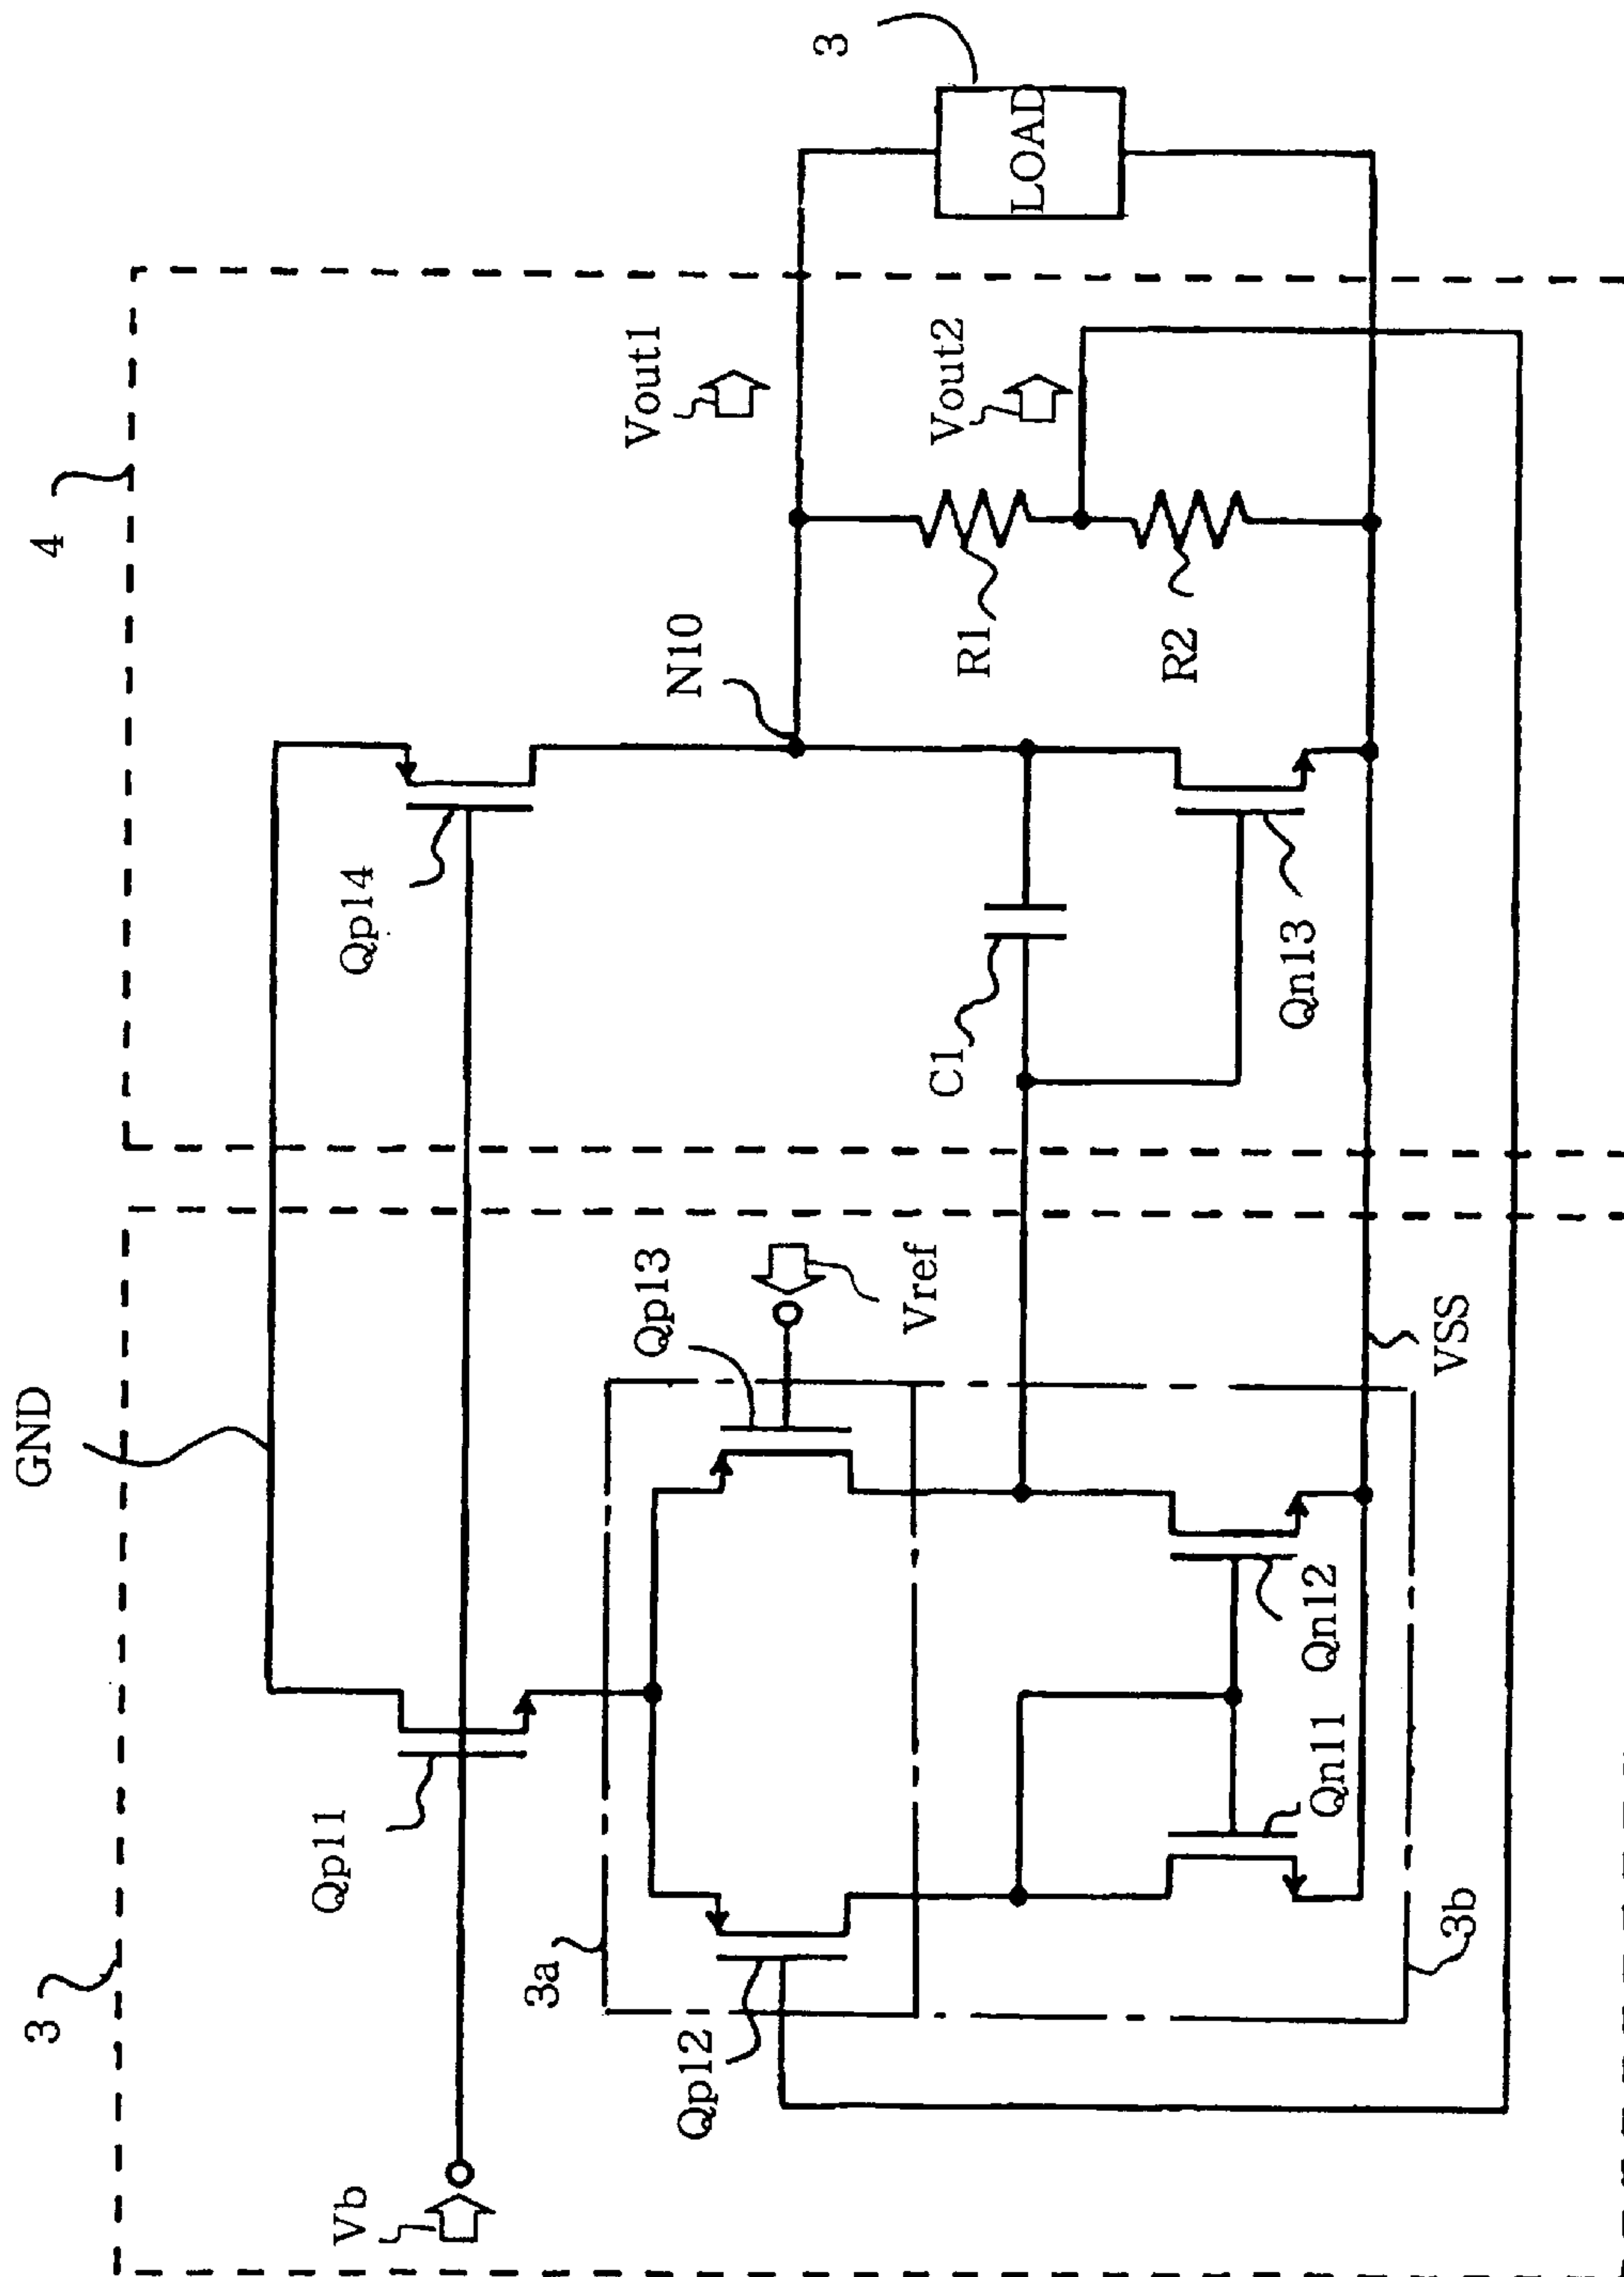 3
4
GND
Vb
Qp11
Qp14
N10
Vout1
3
LOAD
3a
Qp12
Qp13
Vref
C1
Vout2
R1
R2
Qn11
Qn12
Qn13
VSS
3b